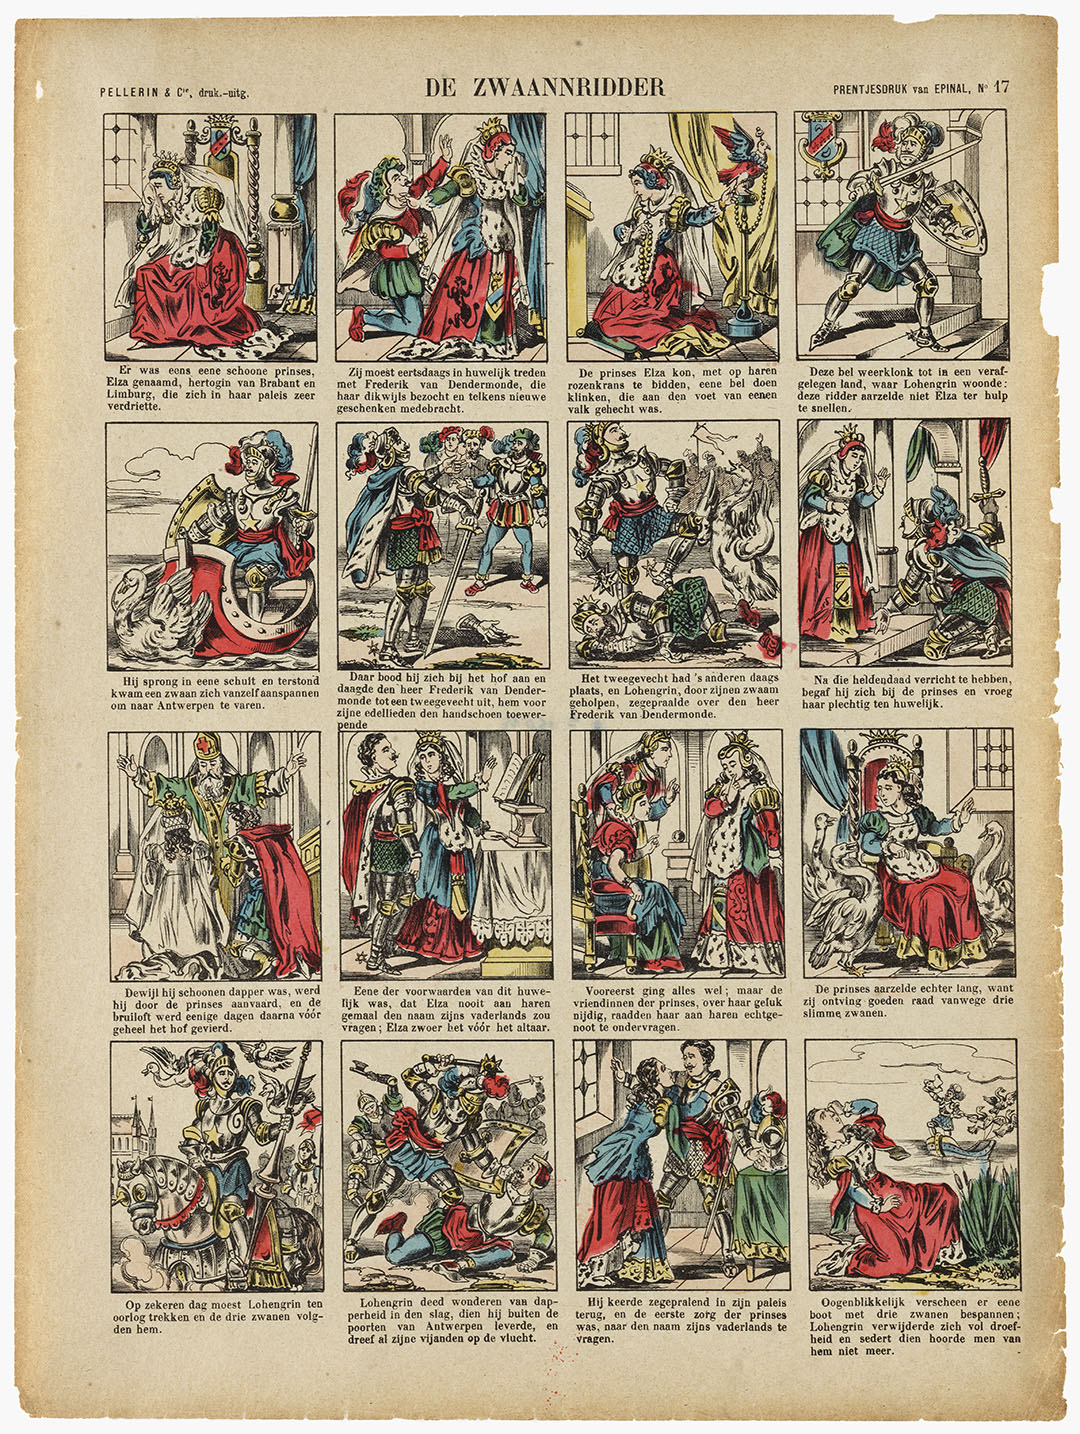 PELLERIN & Cie, druk.-uitg.
DE ZWAANNRIDDER
PRENTJESDRUK van EPINAL, No 17
Er was eens eene schoone prinses,
Elza genaamd, hertogin van Brabant en
Limburg, die zich in haar paleis zeer
verdriette.
Zij moest eertsdaags in huwelijk treden
met Frederik van Dendermonde, die
haar dikwijls bezocht en telkens nieuwe
geschenken medebracht.
De prinses Elza kon, met op haren
rozenkrans te bidden, eene bel doen
klinken, die aan den voet van eenen
valk gehecht was.
Deze bel weerklonk tot in een veraf-
gelegen land, waar Lohengrin woonde:
deze ridder aarzelde niet Elza ter hulp
te snellen.
Hij sprong in eene schuit en terstond
kwam een zwaan zich vanzelf aanspannen
om naar Antwerpen te varen.
Daar bood hij zich bij het hof aan en
daagde den heer Frederik van Dender-
monde tot een tweegevecht uit, hem voor
zijne edellieden den handschoen toewer-
pende
Het tweegevecht had 's anderen daags
plaats, en Lohengrin, door zijnen zwaam
geholpen, zegepraalde over den heer
Frederik van Dendermonde.
Na die heldendaad verricht te hebben,
begaf hij zich bij de prinses en vroeg
haar plechtig ten huwelijk.
Dewijl hij schoonen dapper was, werd
hij door de prinses aanvaard, en de
bruiloft werd eenige dagen daarna vóór
geheel het hof gevierd.
Eene der voorwaarden van dit huwe-
lijk was, dat Elza nooit aan haren
gemaal den naam zijns vaderlands zou
vragen; Elza zwoer het vóór het altaar.
Vooreerst ging alles wel; maar de
vriendinnen der prinses, over haar geluk
nijdig, raadden haar aan haren echtge-
noot te ondervragen.
De prinses aarzelde echter lang, want
zij ontving goeden raad vanwege drie
slimme zwanen.
Op zekeren dag moest Lohengrin ten
oorlog trekken en de drie zwanen volg-
den hem.
Lohengrin deed wonderen van dap-
perheid in den slag, dien hij buiten de
poorten van Antwerpen leverde, en
dreef al zijne vijanden op de vlucht.
Hij keerde zegepralend in zijn paleis
terug, en de eerste zorg der prinses
was, naar den naam zijns vaderlands te
vragen.
Oogenblikkelijk verscheen er eene
boot met drie zwanen bespannen;
Lohengrin verwijderde zich vol droef-
heid en sedert dien hoorde men van
hem niet meer.